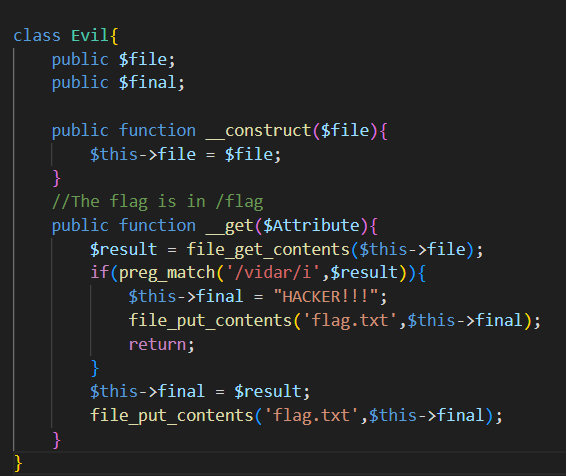 class Evil{
    public $file;
    public $final;

    public function __construct($file){
        $this->file = $file;
    }
    //The flag is in /flag
    public function __get($Attribute){
        $result = file_get_contents($this->file);
        if(preg_match('/vidar/i',$result)){
            $this->final = "HACKER!!!";
            file_put_contents('flag.txt',$this->final);
            return;
        }
        $this->final = $result;
        file_put_contents('flag.txt',$this->final);
    }
}